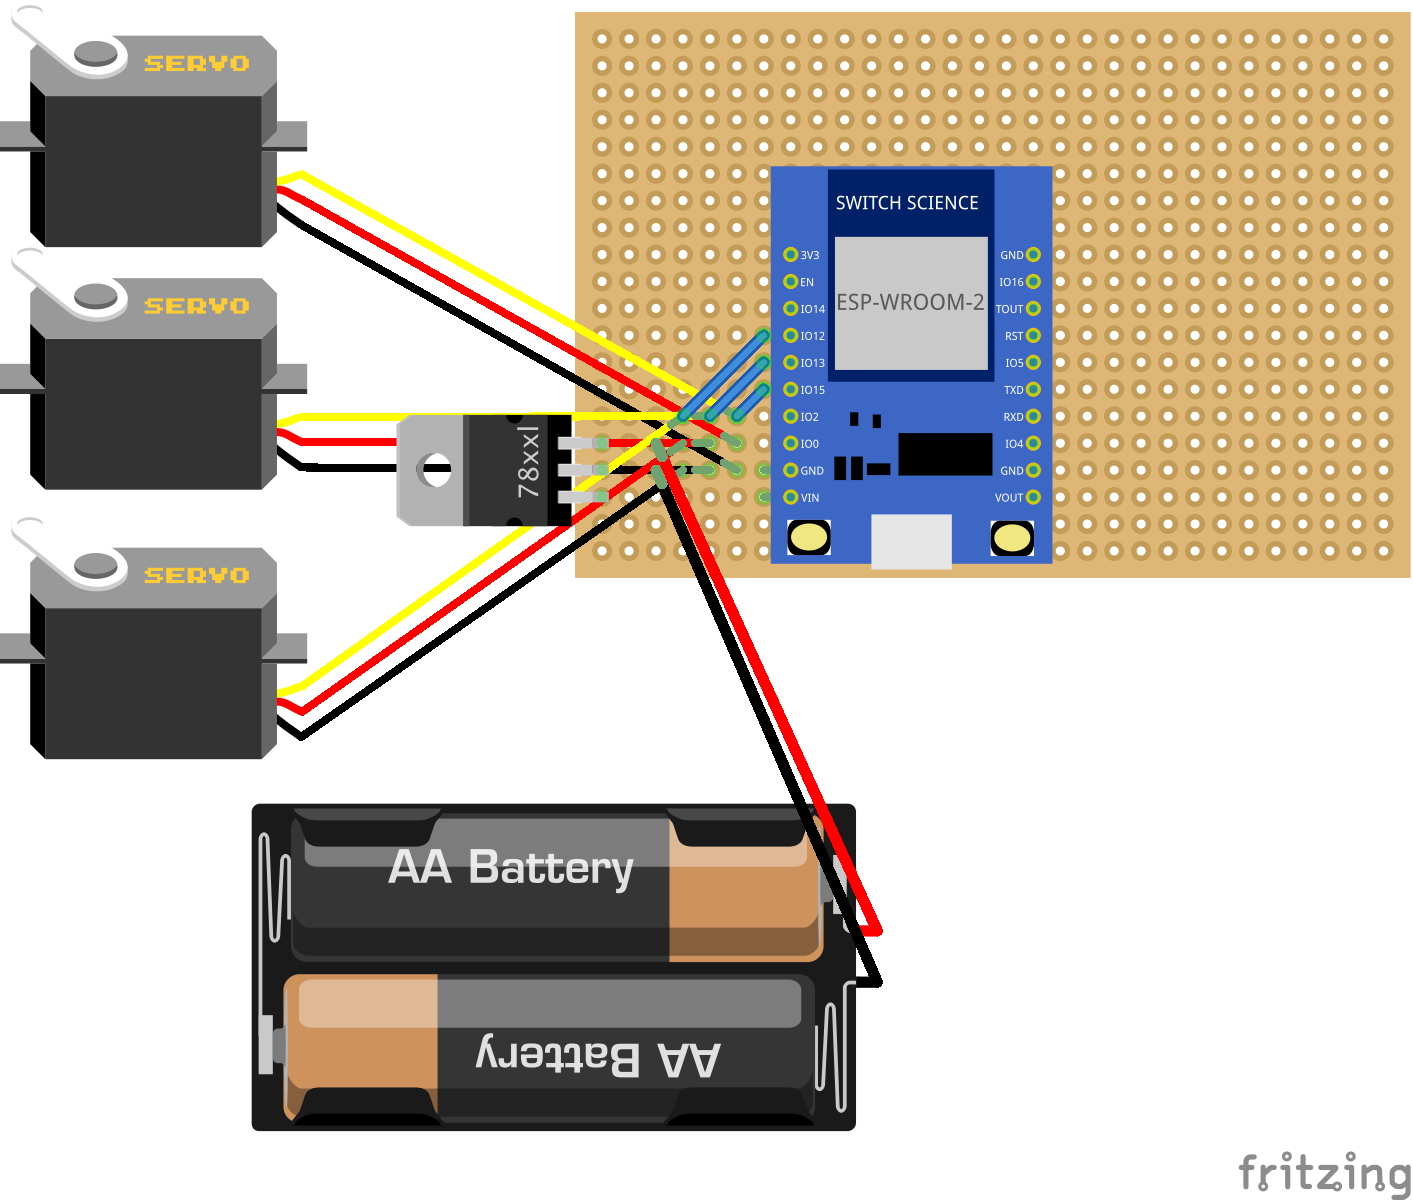 SERVO
SERVO
SERVO
SWITCH SCIENCE
ESP-WROOM-2
3V3
EN
IO14
IO12
IO13
IO15
IO2
IO0
GND
VIN
GND
IO16
TOUT
RST
IO5
TXD
RXD
IO4
GND
VOUT
78xxl
AA Battery
AA Battery
fritzing